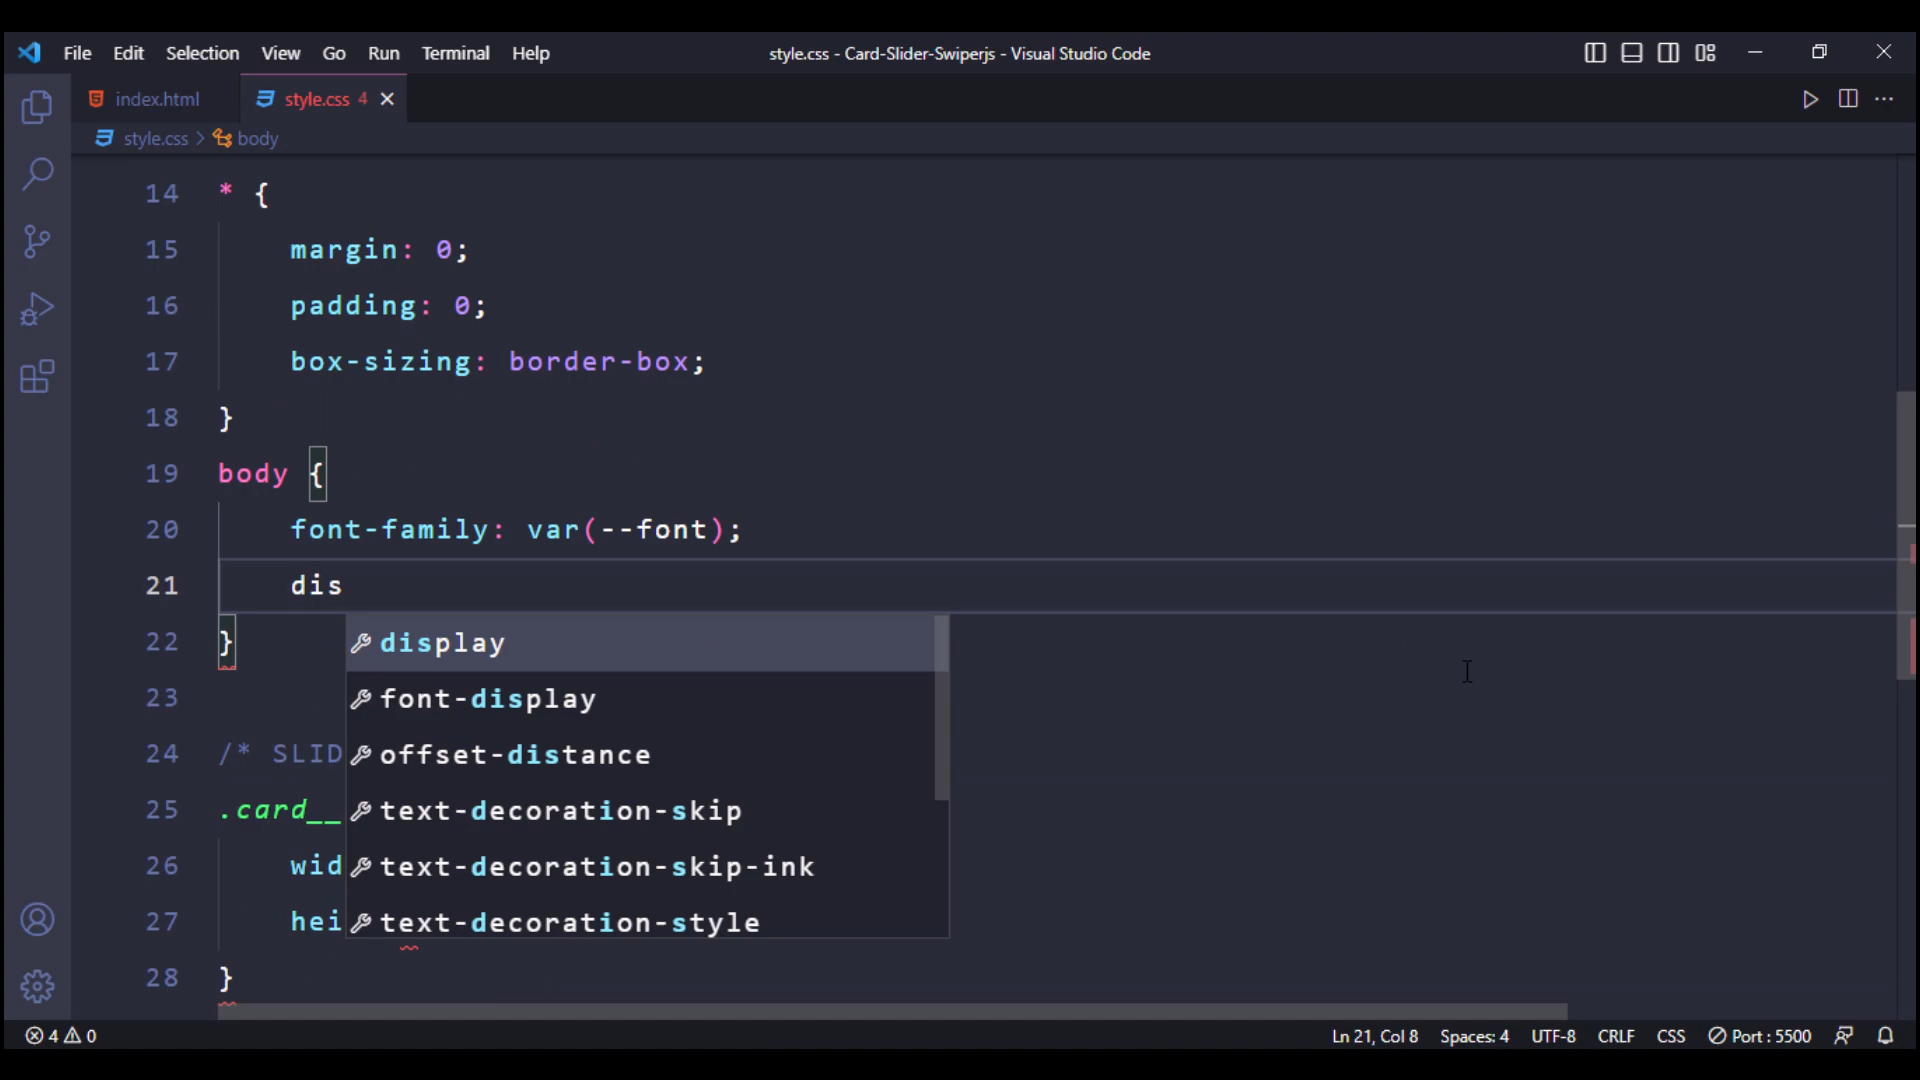 File Edit Selection View Go Run Terminal Help
style.css - Card-Slider-Swiperjs - Visual Studio Code
index.html
style.css 4
style.css > body
14 * {
15 margin: 0;
16 padding: 0;
17 box-sizing: border-box;
18 }
19 body {
20 font-family: var(--font);
21 dis
22 }
display
23
font-display
24 /* SLID
offset-distance
25 .card__
text-decoration-skip
26 wid
text-decoration-skip-ink
27 hei
text-decoration-style
28 }
4 0
Ln 21, Col 8 Spaces: 4 UTF-8 CRLF CSS Port : 5500